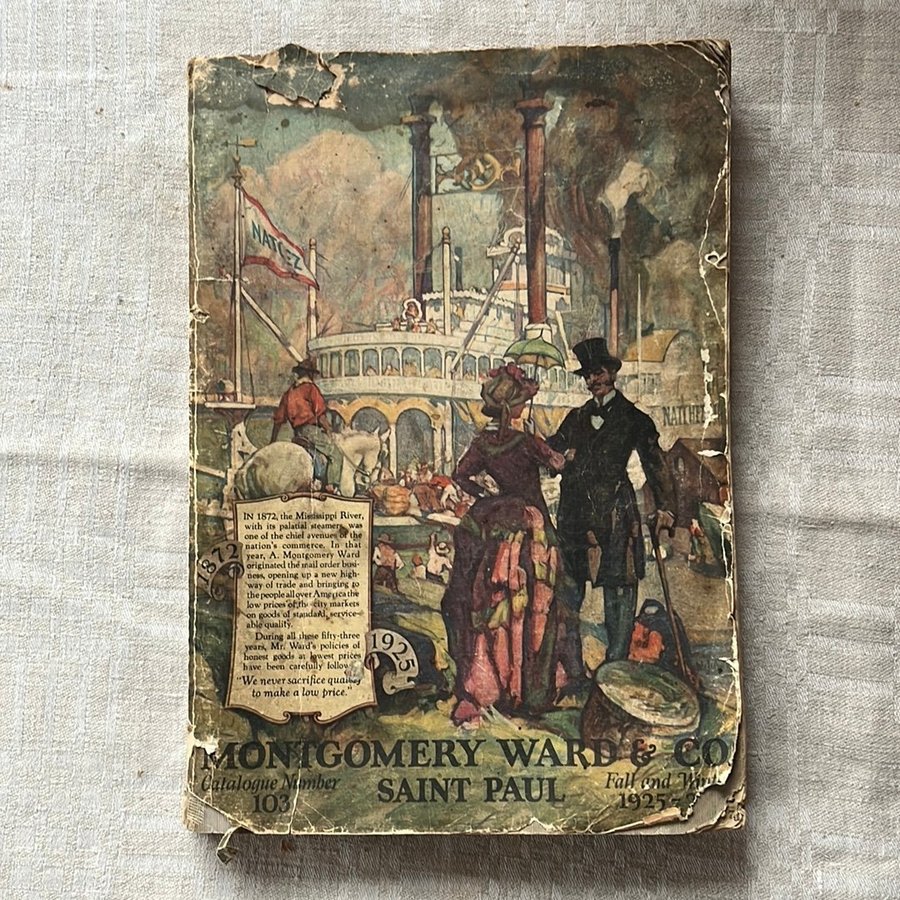 NATCEZ
NATCHE
1872
IN 1872, the Mississippi River,
with its palatial steamers, was
one of the chief avenues of the
nation's commerce. In that
year, A. Montgomery Ward
originated the mail order busi-
ness, opening up a new high-
way of trade and bringing to
the people all over America the
low prices of the city markets
on goods of standard, service-
able quality.
During all these fifty-three
years, Mr. Ward's policies of
honest goods at lowest prices
have been carefully follow
"We never sacrifice quality
to make a low price."
1925
MONTGOMERY WARD & CO
Catalogue Number
103
SAINT PAUL
Fall and Win
1925-2